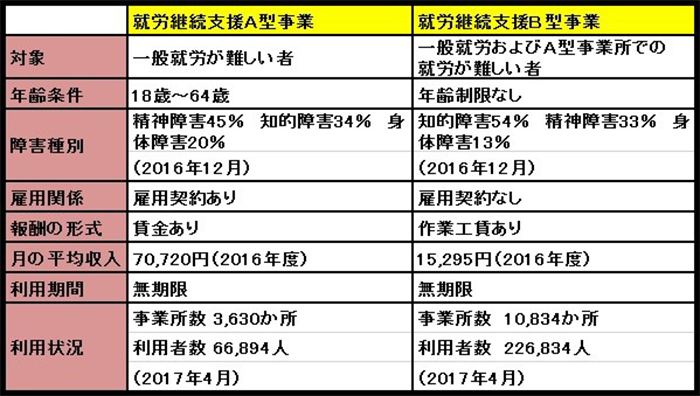 就労継続支援A型事業 就労継続支援B型事業
対象 一般就労が難しい者 一般就労およびA型事業所での
就労が難しい者
年齢条件 18歳～64歳 年齢制限なし
障害種別 精神障害45% 知的障害34% 身 知的障害54% 精神障害33% 身
体障害20% 体障害13%
(2016年12月) (2016年12月)
雇用関係 雇用契約あり 雇用契約なし
報酬の形式 賃金あり 作業工賃あり
月の平均収入 70,720円(2016年度) 15,295円(2016年度)
利用期間 無期限 無期限
利用状況 事業所数 3,630か所 事業所数 10,834か所
利用者数 66,894人 利用者数 226,834人
(2017年4月) (2017年4月)